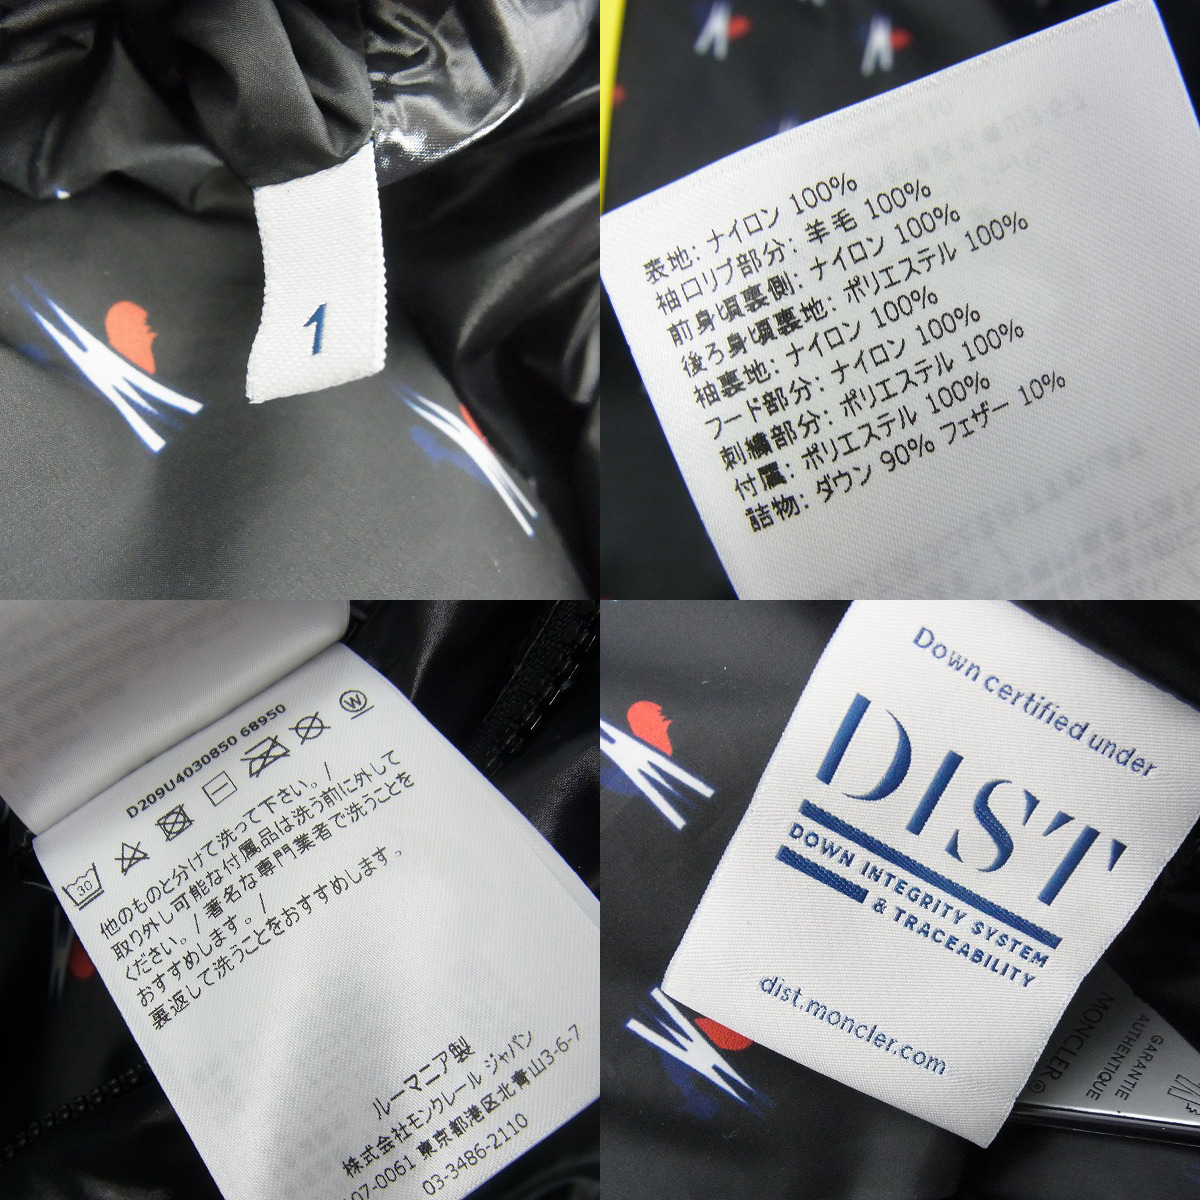 1
表地: ナイロン 100%
袖口リブ部分: 羊毛 100%
前身頃裏側: ナイロン 100%
後ろ身頃裏地: ポリエステル 100%
袖裏地: ナイロン 100%
フード部分: ナイロン 100%
刺繍部分: ポリエステル 100%
付属: ポリエステル 100%
詰物: ダウン 90% フェザー 10%
D209U4030850 68950
30
W
他のものと分けて洗って下さい。/
取り外し可能な付属品は洗う前に外して
ください。/著名な専門業者で洗うことを
おすすめします。/
裏返して洗うことをおすすめします。
ルーマニア製
株式会社モンクレール ジャパン
07-0061 東京都港区北青山3-6-7
03-3486-2110
Down certified under
DIST
DOWN INTEGRITY SYSTEM
& TRACEABILITY
dist.moncler.com
GARANTIE
AUTHENTIQUE
MONCLER®